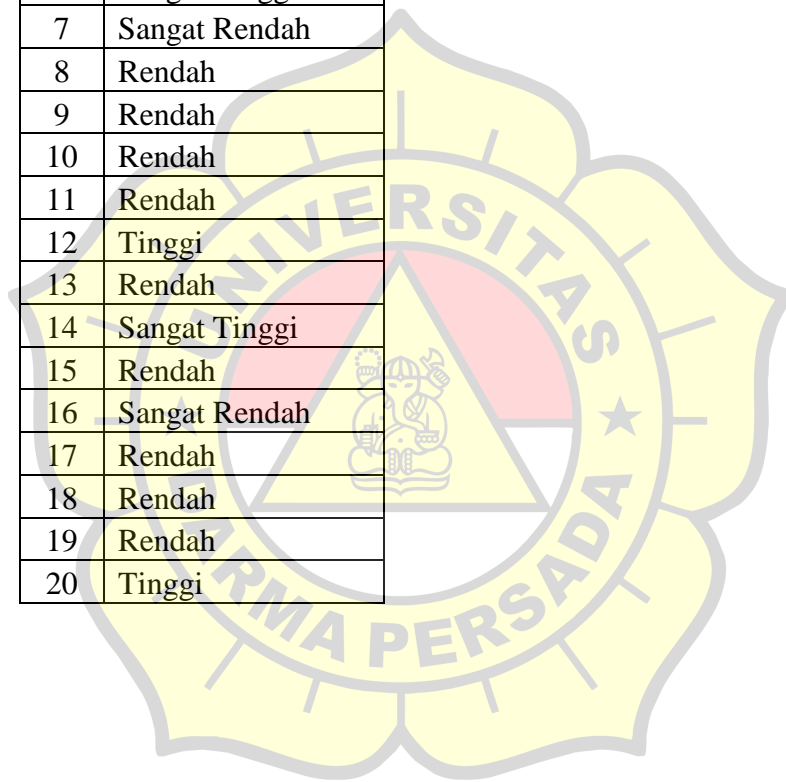 7 Sangat Rendah
8 Rendah
9 Rendah
10 Rendah
11 Rendah
12 Tinggi
13 Rendah
14 Sangat Tinggi
15 Rendah
16 Sangat Rendah
17 Rendah
18 Rendah
19 Rendah
20 Tinggi
UNIVERSITAS
DARMA PERSADA